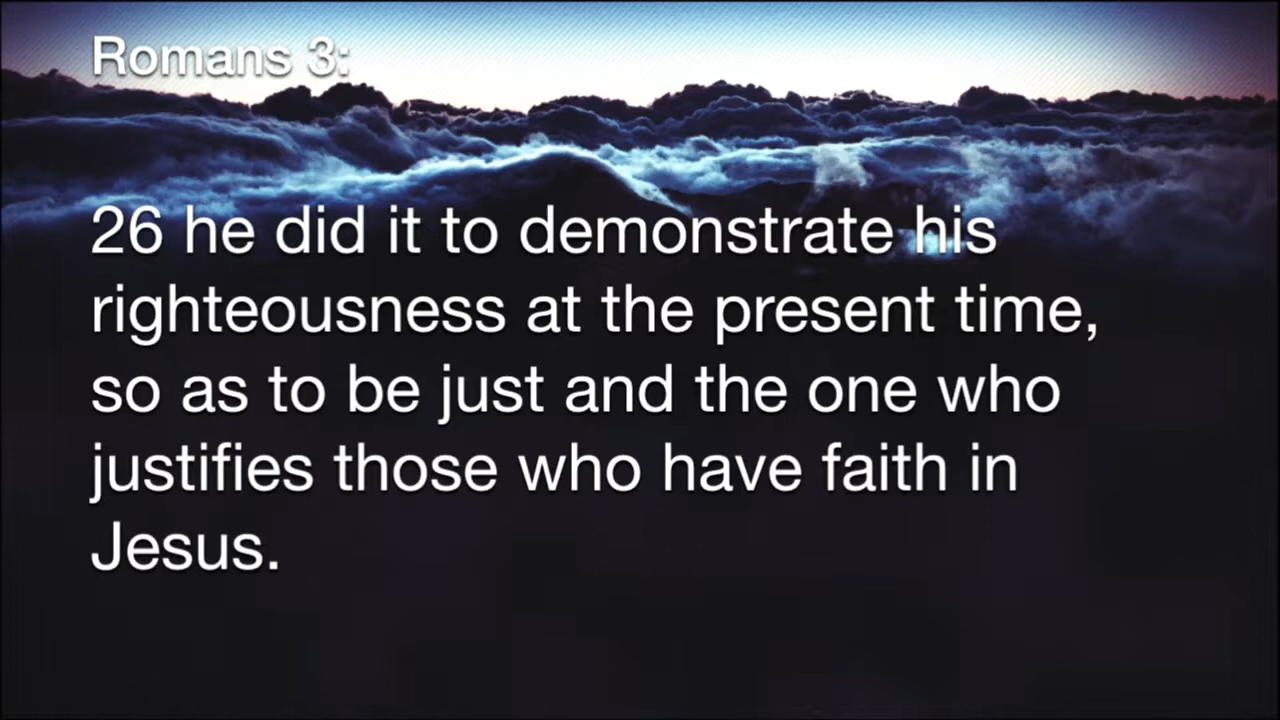 Romans 3:
26 he did it to demonstrate his
righteousness at the present time,
so as to be just and the one who
justifies those who have faith in
Jesus.